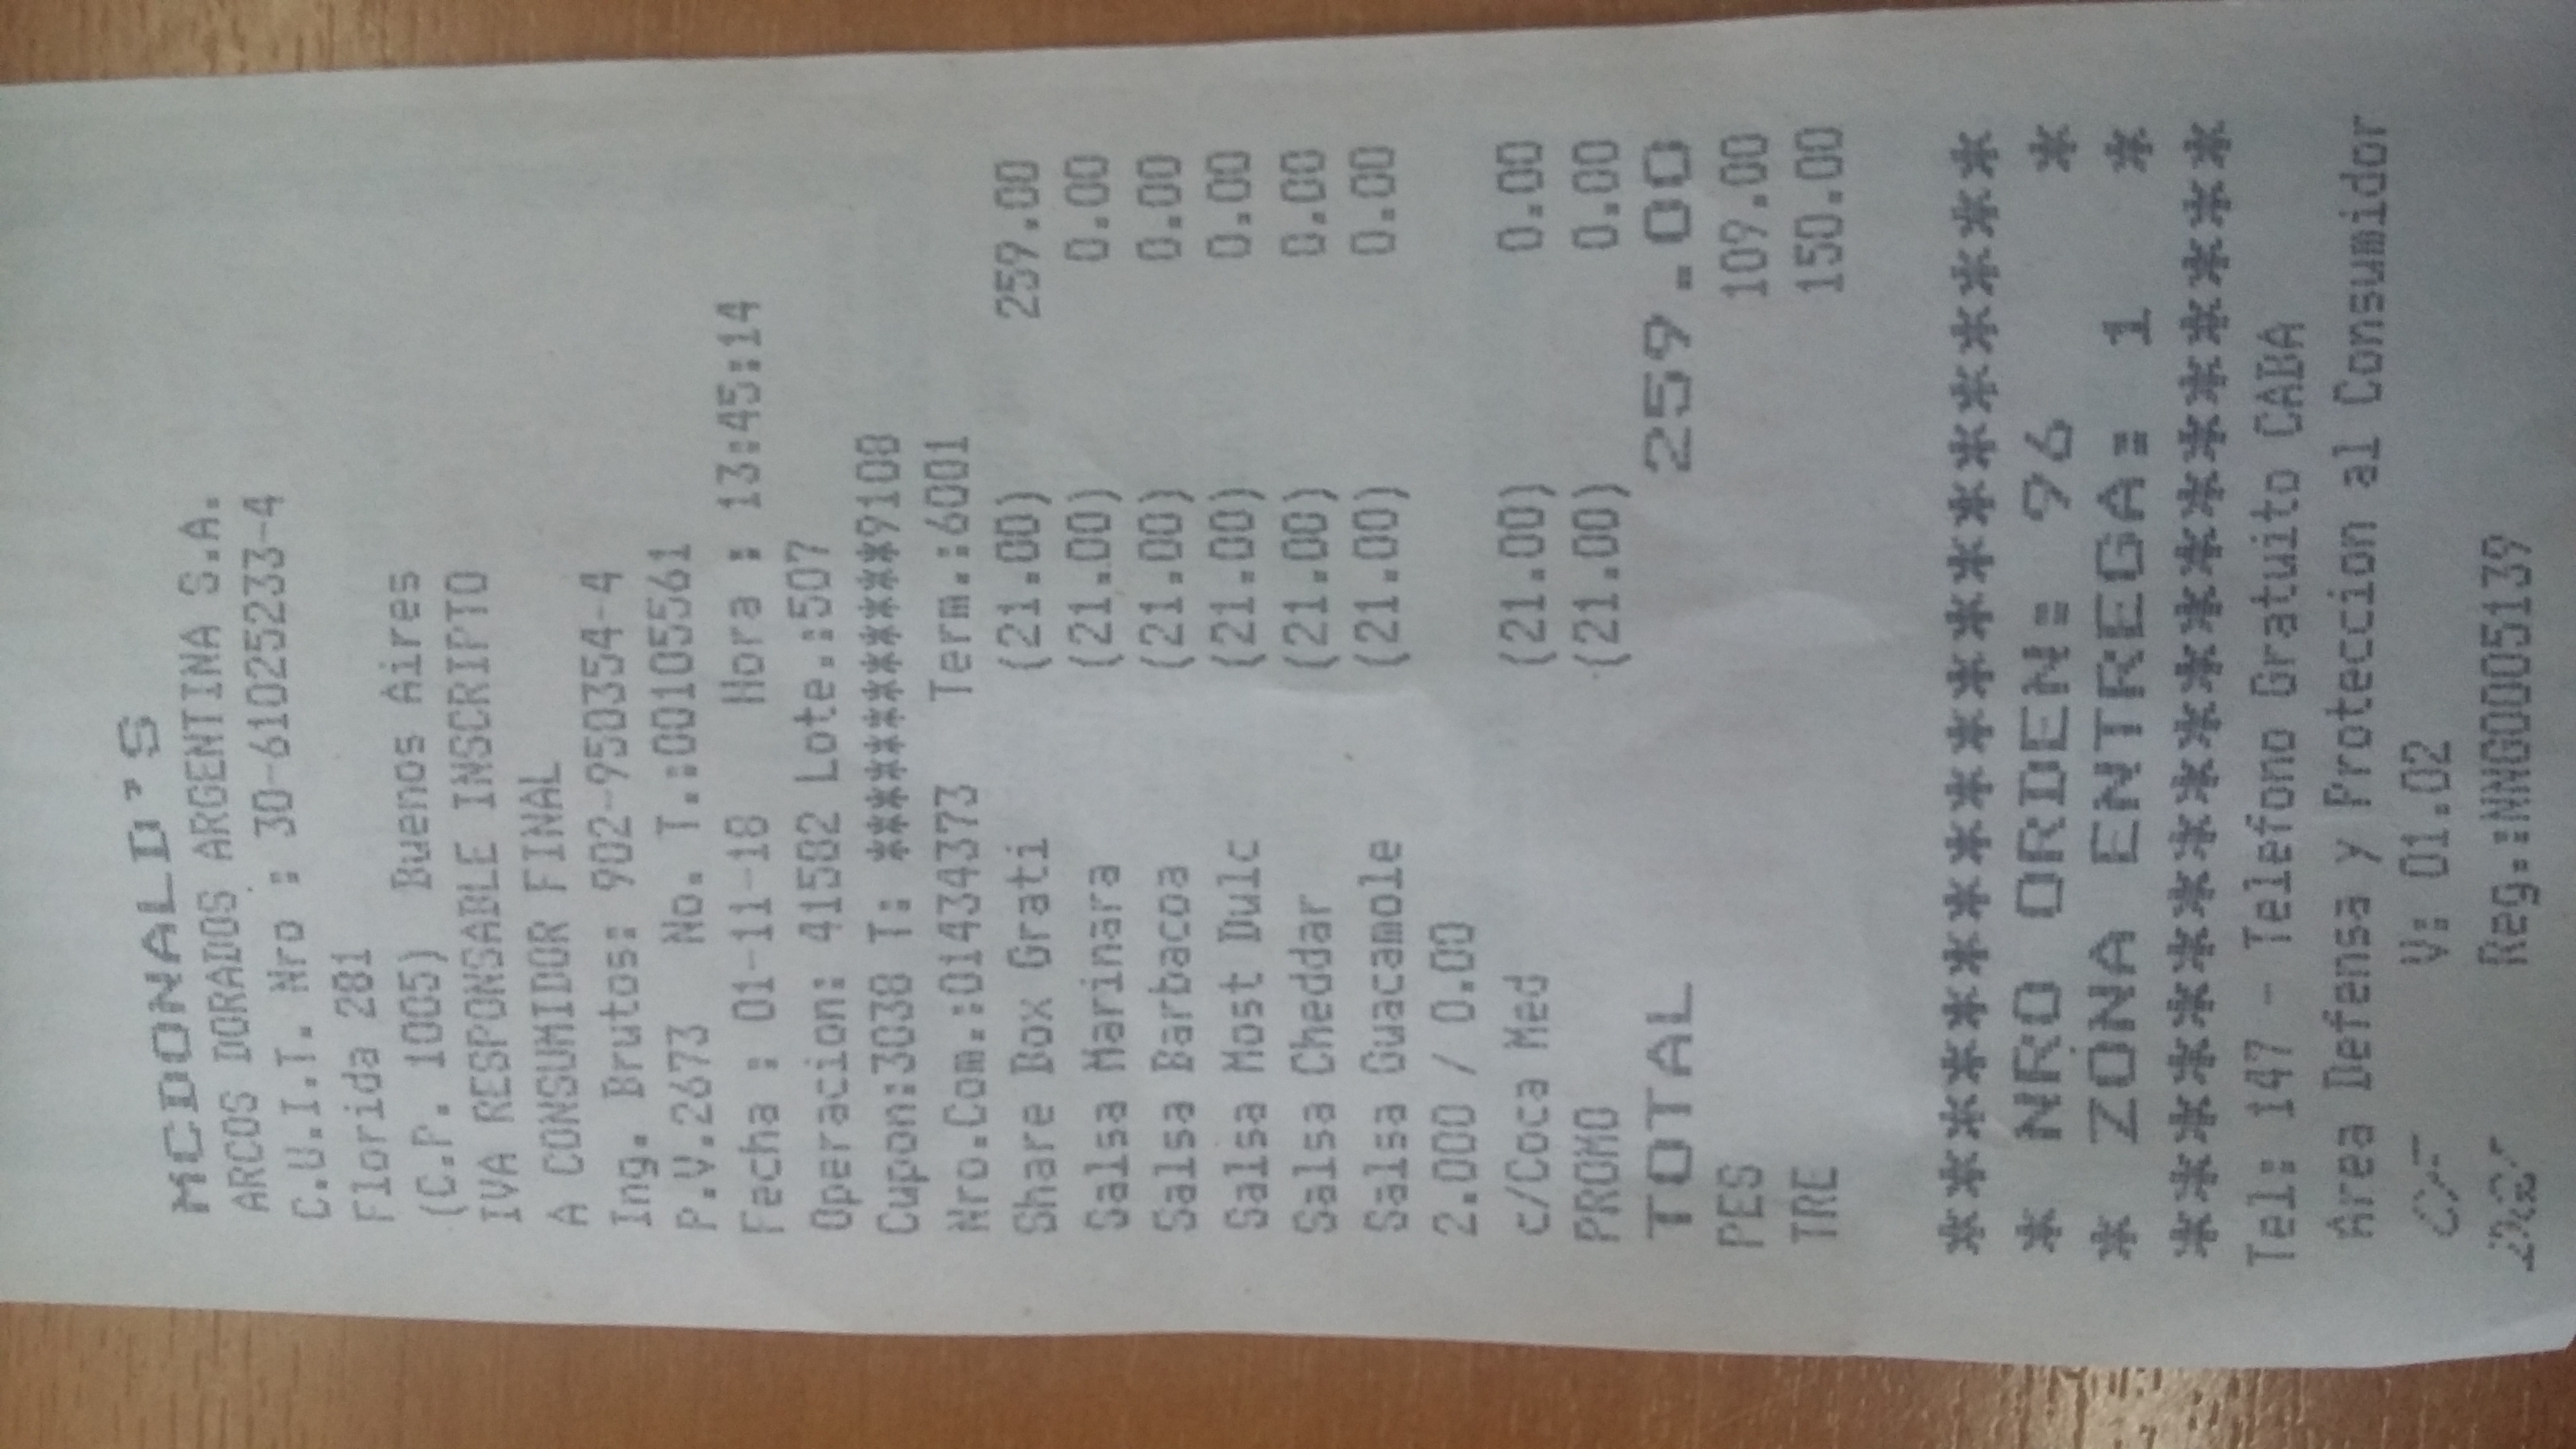 MCDONALD'S
ARCOS DORADOS ARGENTINA S.A.
C.U.I.T. Nro : 30-61025233-4
Florida 281
(C.P. 1005) Buenos Aires
IVA RESPONSABLE INSCRIPTO
A CONSUMIDOR FINAL
Ing. Brutos: 902-950354-4
P.V.2673 No. T.:00105561
Fecha : 01-11-18 Hora : 13:45:14
Operacion: 41582 Lote.:507
Cupon:3038 T: ************9108
Nro.Com.:01434373 Term.:6001
Share Box Grati (21.00) 259.00
Salsa Marinara (21.00) 0.00
Salsa Barbacoa (21.00) 0.00
Salsa Most Dulc (21.00) 0.00
Salsa Cheddar (21.00) 0.00
Salsa Guacamole (21.00) 0.00
2.000 / 0.00
c/Coca Med (21.00) 0.00
PROMO (21.00) 0.00
TOTAL 259.00
PES 109.00
TRE 150.00
********************
* NRO ORDEN: 96 *
* ZONA ENTREGA: 1 *
********************
Tel: 147 - Telefono Gratuito CABA
Area Defensa y Proteccion al Consumidor
CF V: 01.02
DGI Reg.:NNG0005139